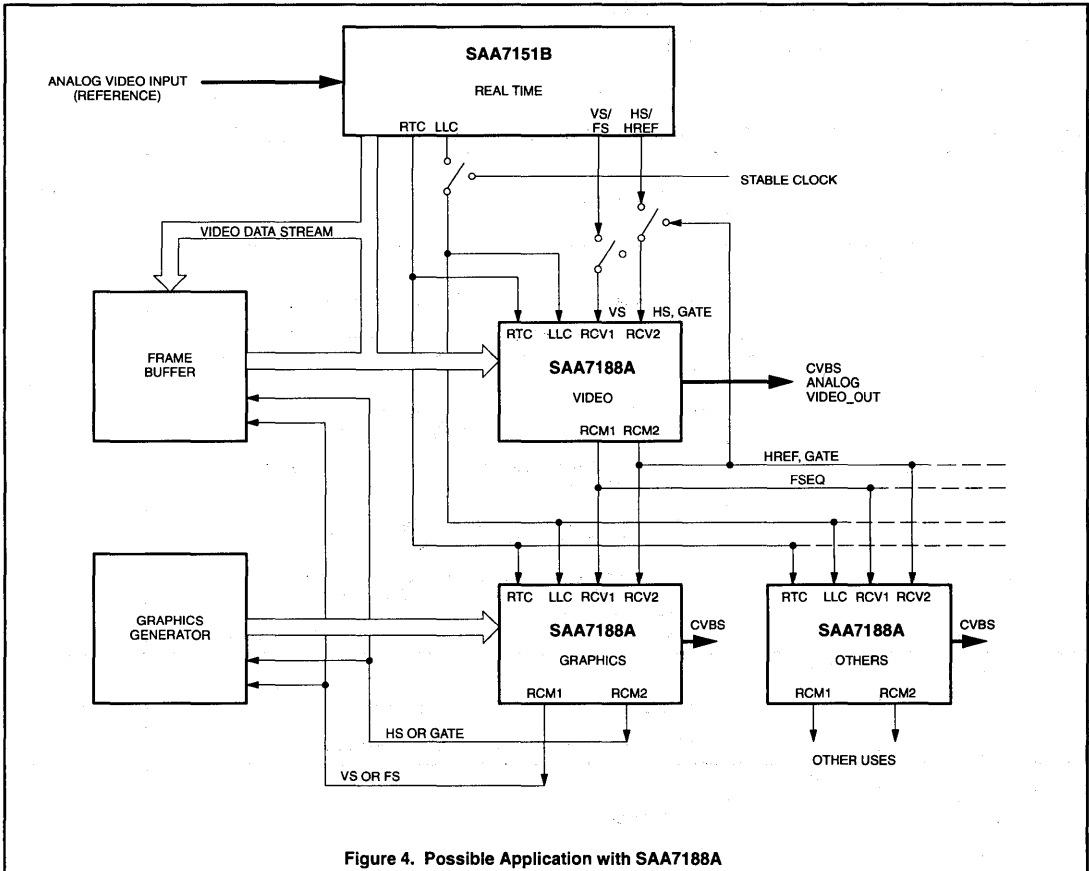 SAA7151B
ANALOG VIDEO INPUT
(REFERENCE)
REAL TIME
VS/ HS/
RTC LLC FS HREF
STABLE CLOCK
VIDEO DATA STREAM
VS HS, GATE
RTC LLC RCV1 RCV2
FRAME
BUFFER
SAA7188A
VIDEO
CVBS
ANALOG
VIDEO_OUT
RCM1 RCM2
HREF, GATE
FSEQ
GRAPHICS
GENERATOR
RTC LLC RCV1 RCV2
SAA7188A
GRAPHICS
CVBS
RCM1 RCM2
RTC LLC RCV1 RCV2
SAA7188A
OTHERS
CVBS
RCM1 RCM2
HS OR GATE
VS OR FS
OTHER USES
Figure 4. Possible Application with SAA7188A